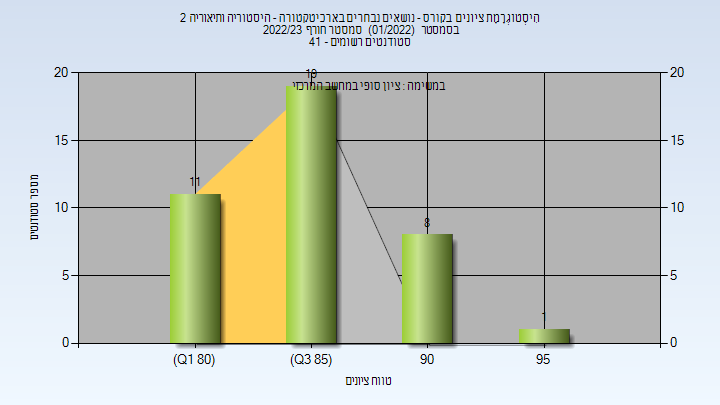 היסטוגרמת ציונים בקורס - נושאים נבחרים בארכיטקטורה - היסטוריה ותיאוריה 2
בסמסטר (01/2022) סמסטר חורף 2022/23
סטודנטים רשומים - 41
במשימה : ציון סופי במחשב המרכזי
20
15
10
5
0
20
15
10
5
0
מספר סטודנטים
11
19
8
1
(Q1 80)
(Q3 85)
90
95
טווח ציונים